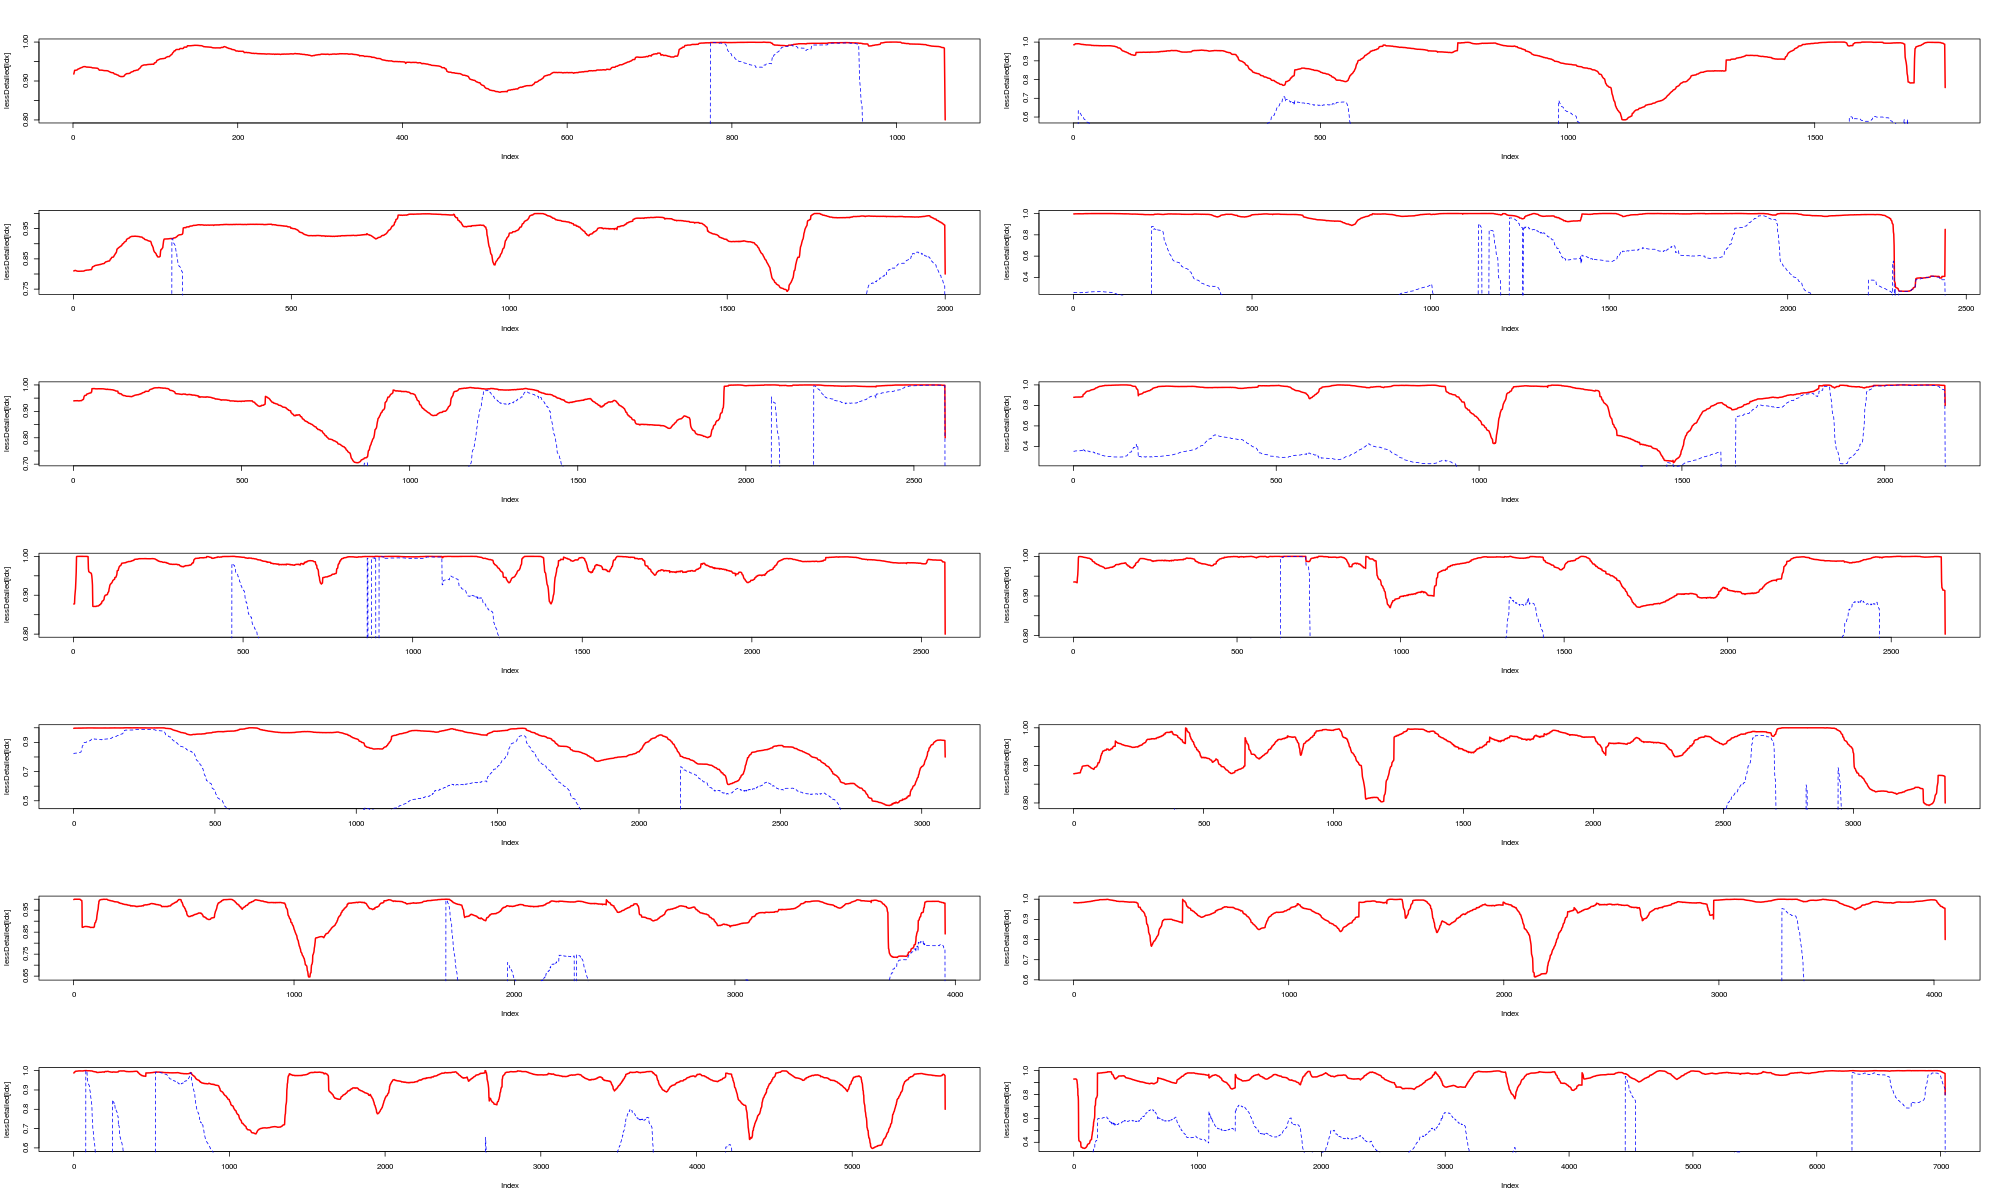 lessDetailed[idx]
0.80 0.90 1.00
0 200 400 600 800 1000
Index
lessDetailed[idx]
0.6 0.7 0.8 0.9 1.0
0 500 1000 1500
Index
lessDetailed[idx]
0.75 0.85 0.95
0 500 1000 1500 2000
Index
lessDetailed[idx]
0.4 0.6 0.8 1.0
0 500 1000 1500 2000 2500
Index
lessDetailed[idx]
0.70 0.80 0.90 1.00
0 500 1000 1500 2000 2500
Index
lessDetailed[idx]
0.4 0.6 0.8 1.0
0 500 1000 1500 2000
Index
lessDetailed[idx]
0.80 0.90 1.00
0 500 1000 1500 2000 2500
Index
lessDetailed[idx]
0.80 0.90 1.00
0 500 1000 1500 2000 2500
Index
lessDetailed[idx]
0.5 0.7 0.9
0 500 1000 1500 2000 2500 3000
Index
lessDetailed[idx]
0.80 0.90 1.00
0 500 1000 1500 2000 2500 3000
Index
lessDetailed[idx]
0.65 0.75 0.85 0.95
0 1000 2000 3000 4000
Index
lessDetailed[idx]
0.6 0.7 0.8 0.9 1.0
0 1000 2000 3000 4000
Index
lessDetailed[idx]
0.6 0.7 0.8 0.9 1.0
0 1000 2000 3000 4000 5000
Index
lessDetailed[idx]
0.4 0.6 0.8 1.0
0 1000 2000 3000 4000 5000 6000 7000
Index